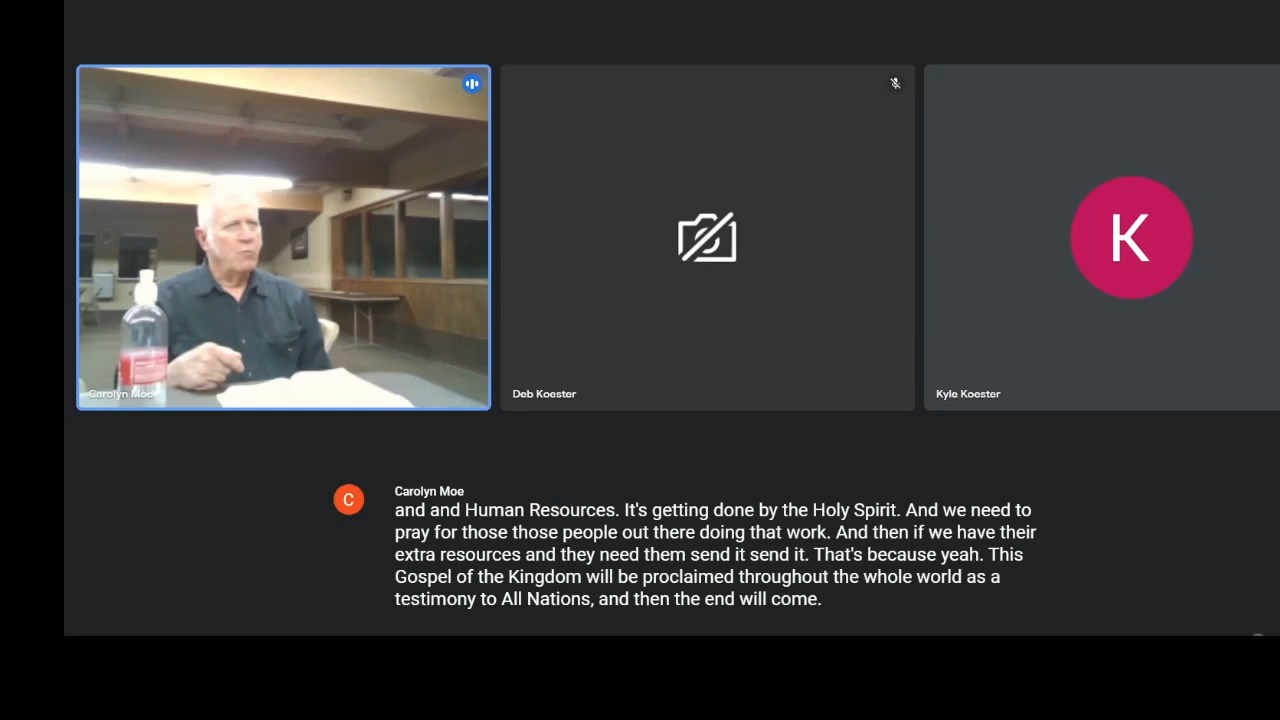 Carolyn Moe
Deb Koester
K
Kyle Koester
C
Carolyn Moe
and and Human Resources. It's getting done by the Holy Spirit. And we need to
pray for those those people out there doing that work. And then if we have their
extra resources and they need them send it send it. That's because yeah. This
Gospel of the Kingdom will be proclaimed throughout the whole world as a
testimony to All Nations, and then the end will come.